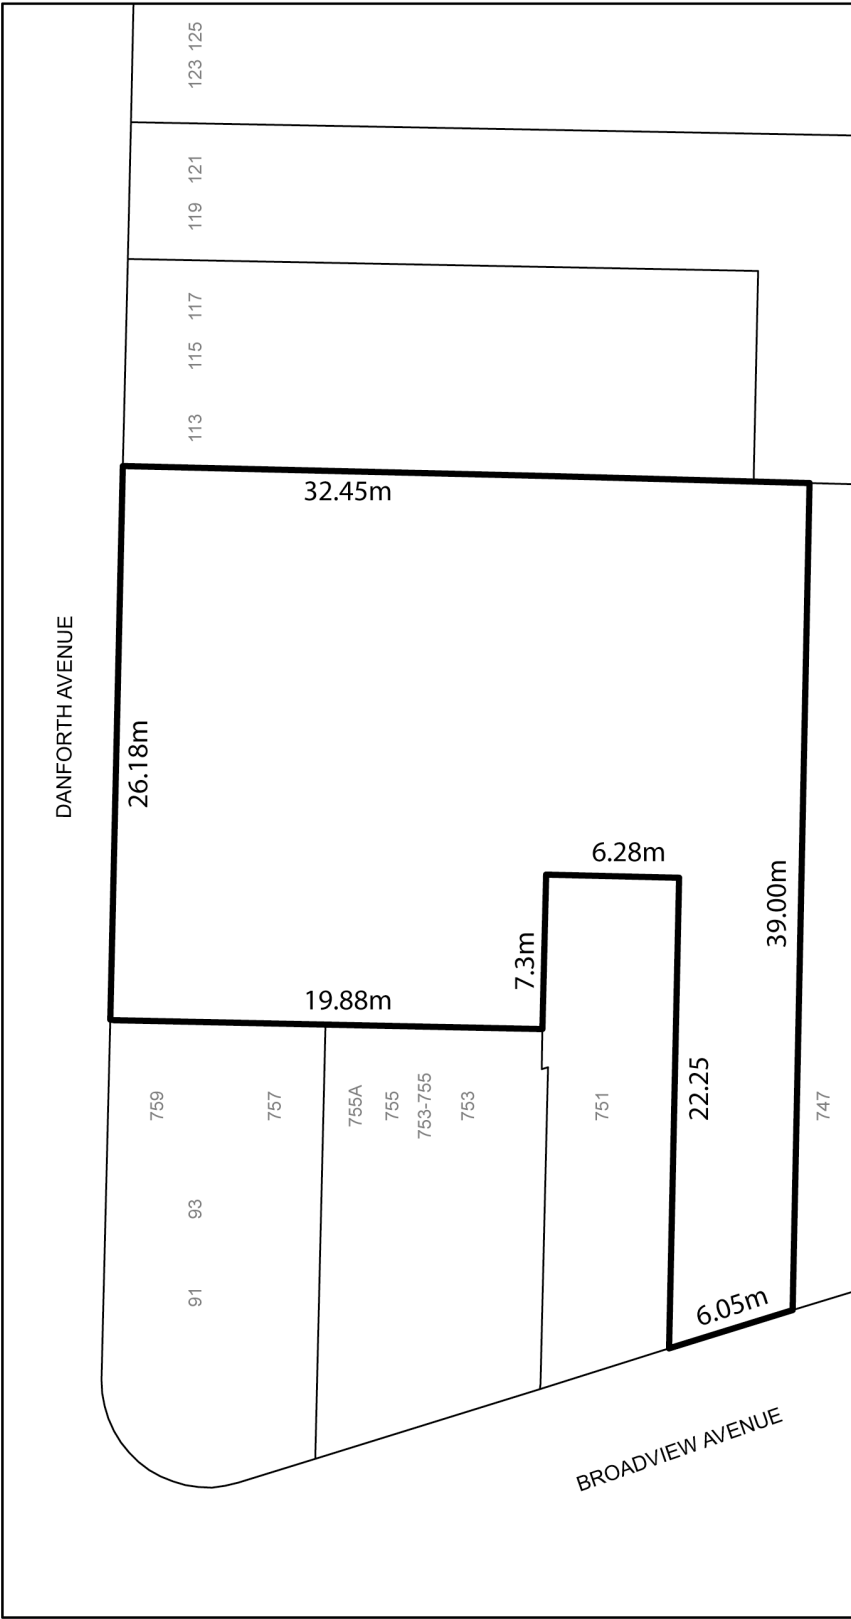 123 125
119 121
113 115 117
32.45m
DANFORTH AVENUE
26.18m
6.28m
39.00m
7.3m
19.88m
22.25
759
757
755A
755
753-755
753
751
747
91 93
6.05m
BROADVIEW AVENUE